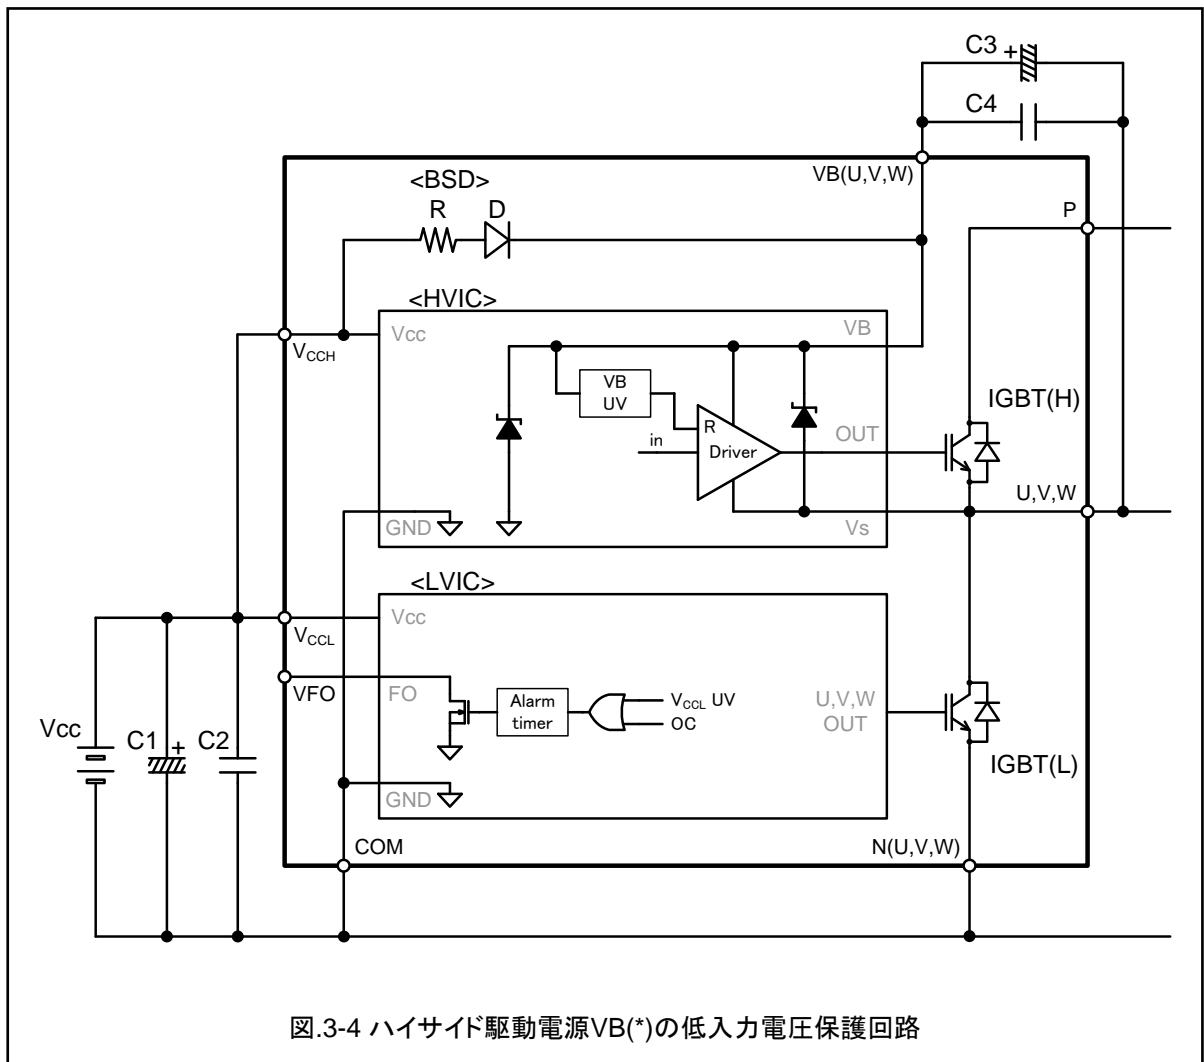 C3
+
C4
VB(U,V,W)
<BSD>
R
D
P
<HVIC>
Vcc
VB
VCCH
VB
UV
IGBT(H)
R
OUT
in
Driver
U,V,W
GND
Vs
<LVIC>
Vcc
VCCL
VFO
FO
Alarm
timer
VCCL UV
OC
U,V,W
OUT
Vcc
C1
+
C2
IGBT(L)
GND
COM
N(U,V,W)
図.3-4 ハイサイド駆動電源VB(*)の低入力電圧保護回路